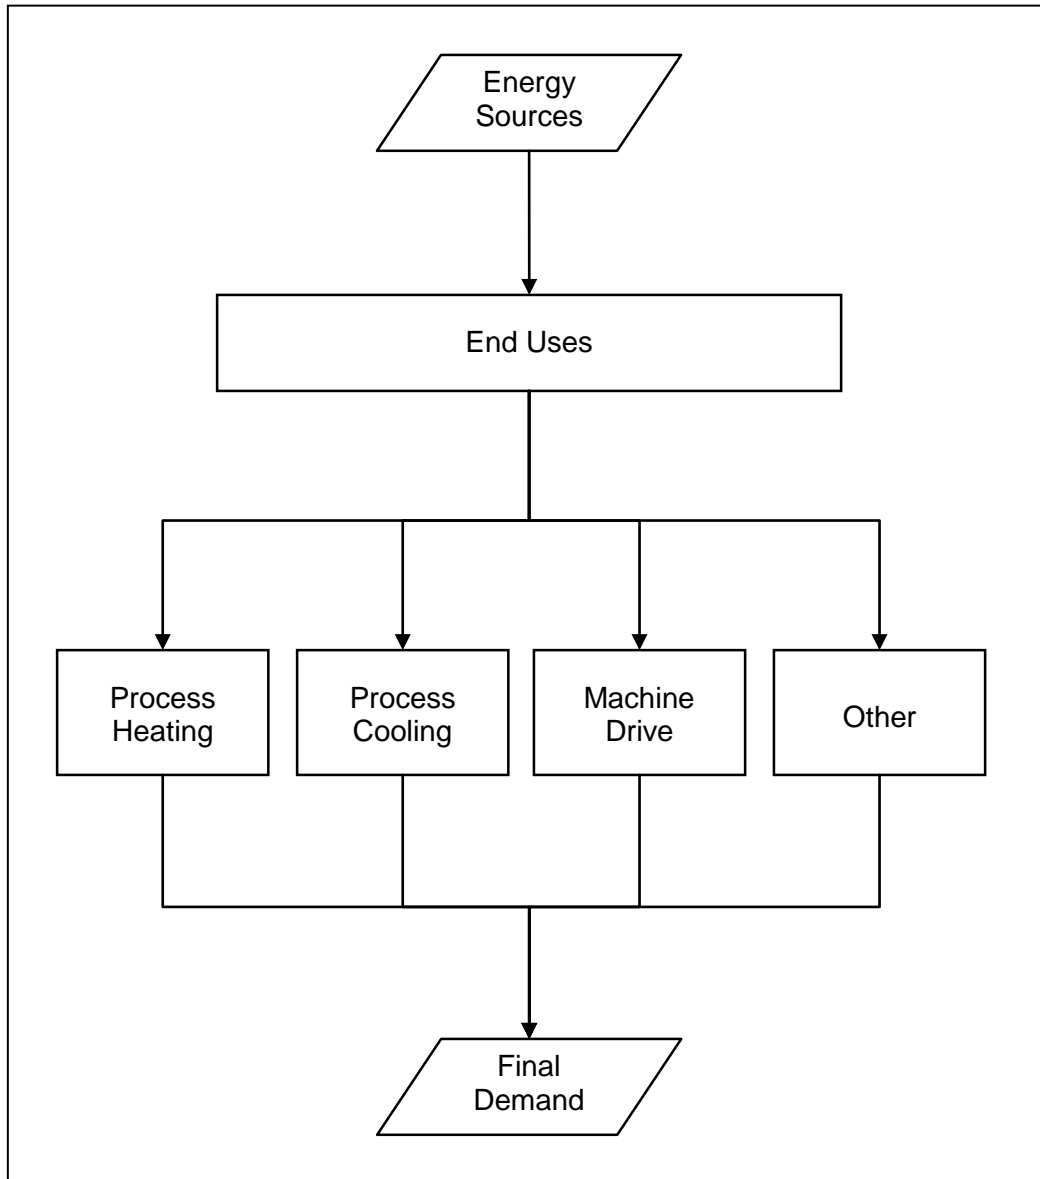 Energy
Sources
End Uses
Process
Heating
Process
Cooling
Machine
Drive
Other
Final
Demand